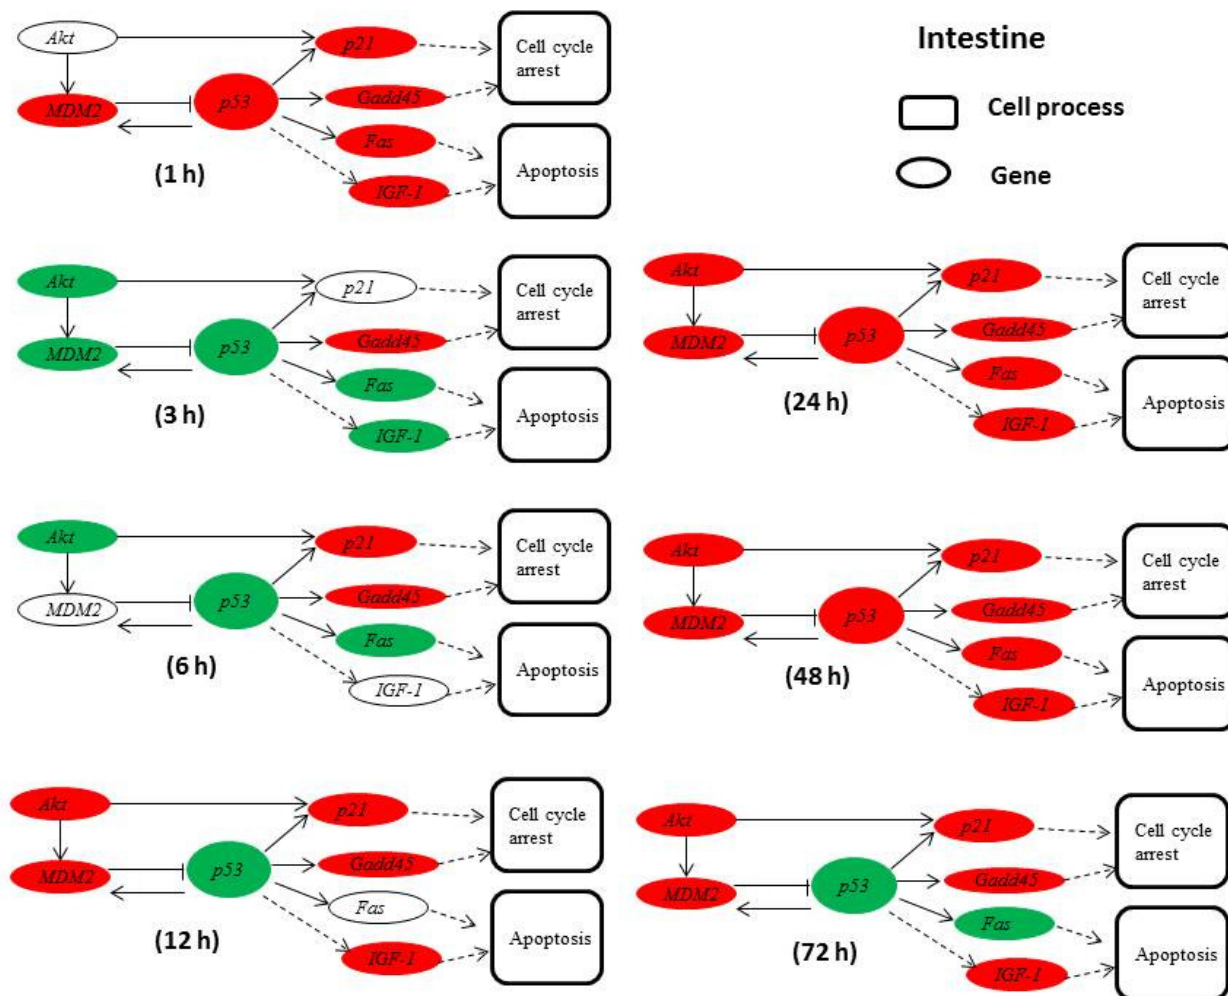 Akt
p21
Cell cycle
arrest
MDM2
p53
Gadd45
Fas
Apoptosis
IGF-1
(1 h)
Intestine
Cell process
Gene
Akt
p21
Cell cycle
arrest
MDM2
p53
Gadd45
Fas
Apoptosis
IGF-1
(3 h)
Akt
p21
Cell cycle
arrest
MDM2
p53
Gadd45
Fas
Apoptosis
IGF-1
(24 h)
Akt
p21
Cell cycle
arrest
MDM2
p53
Gadd45
Fas
Apoptosis
IGF-1
(6 h)
Akt
p21
Cell cycle
arrest
MDM2
p53
Gadd45
Fas
Apoptosis
IGF-1
(48 h)
Akt
p21
Cell cycle
arrest
MDM2
p53
Gadd45
Fas
Apoptosis
IGF-1
(12 h)
Akt
p21
Cell cycle
arrest
MDM2
p53
Gadd45
Fas
Apoptosis
IGF-1
(72 h)